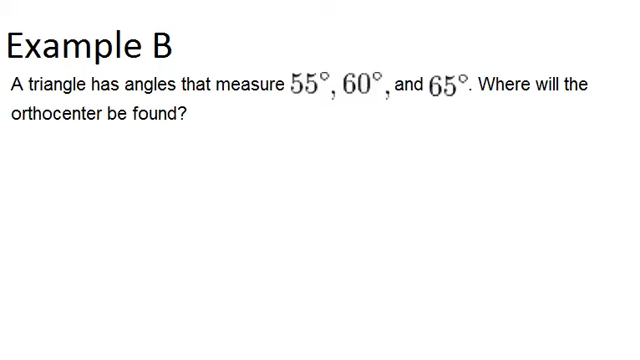 Example B
A triangle has angles that measure 55°, 60°, and 65°. Where will the
orthocenter be found?